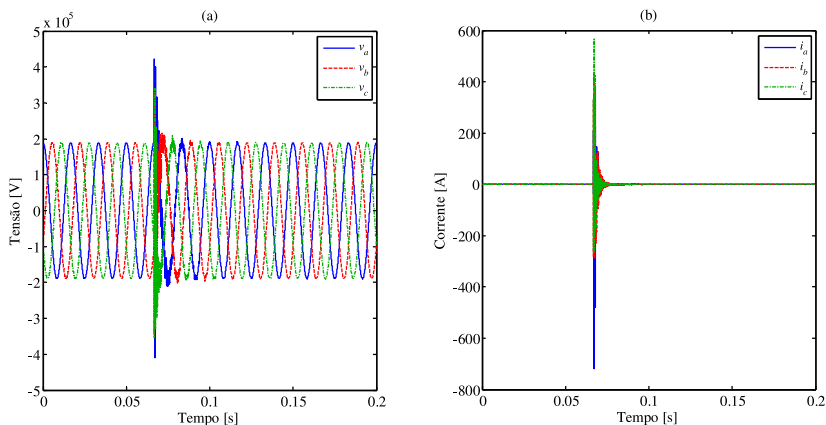 (a)
x 10⁵
5
4
3
2
1
0
-1
-2
-3
-4
-5
Tensão [V]
0
0.05
0.1
0.15
0.2
Tempo [s]
v_a
v_b
v_c
(b)
600
400
200
0
-200
-400
-600
-800
Corrente [A]
0
0.05
0.1
0.15
0.2
Tempo [s]
i_a
i_b
i_c